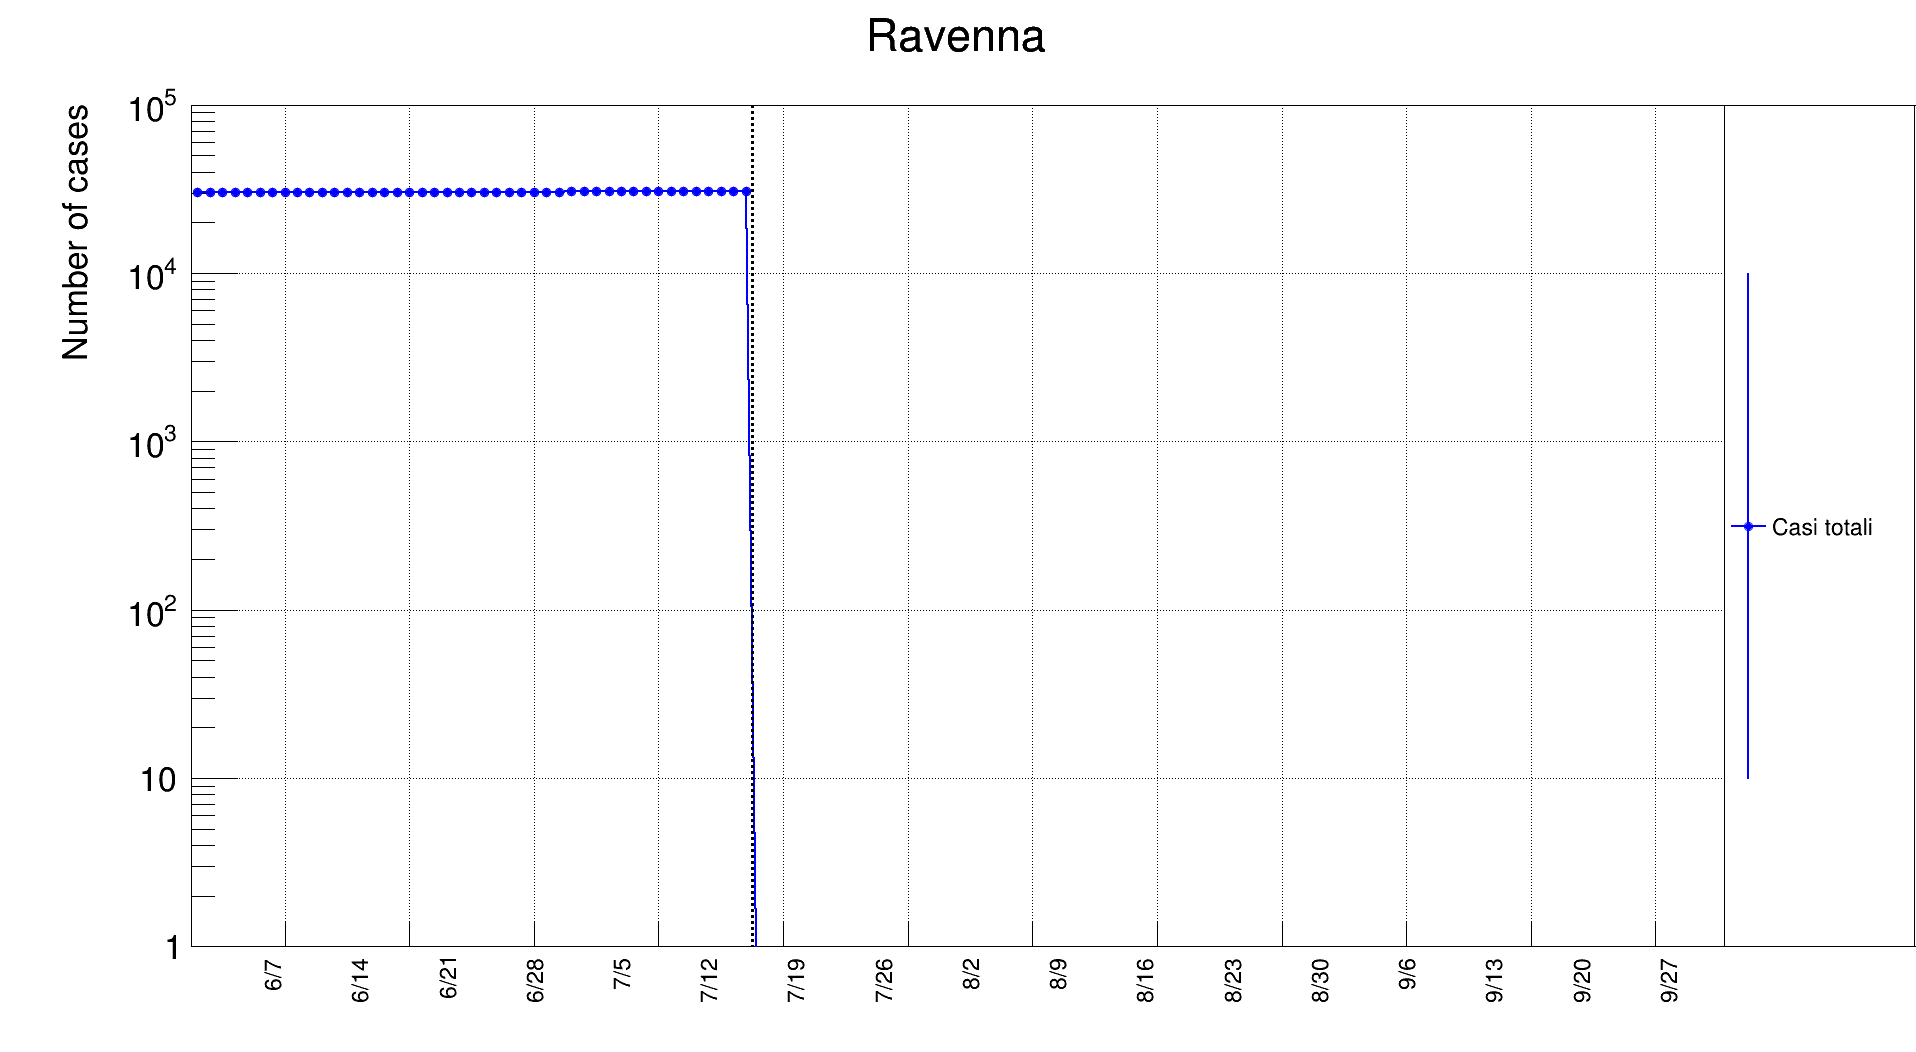 Ravenna
Number of cases
10^5
10^4
10^3
10^2
10
1
6/7 6/14 6/21 6/28 7/5 7/12 7/19 7/26 8/2 8/9 8/16 8/23 8/30 9/6 9/13 9/20 9/27
Casi totali